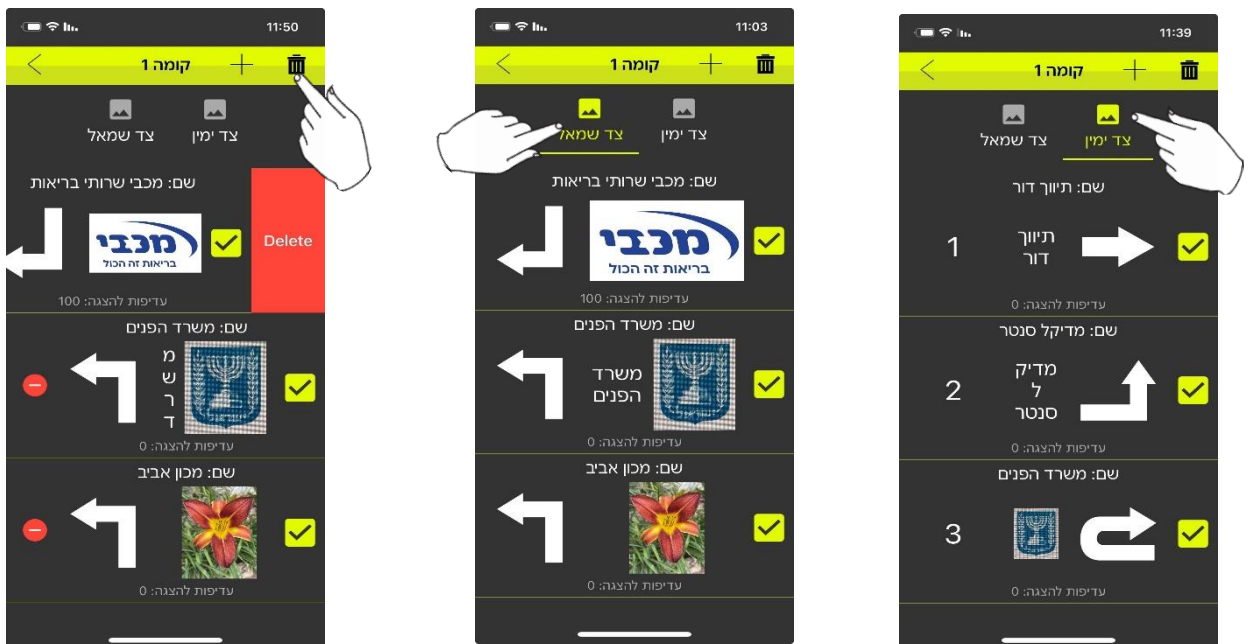 11:50
קומה 1
צד ימין
צד שמאל
שם: מכבי שרותי בריאות
מכבי
בריאות זה הכול
Delete
עדיפות להצגה: 100
שם: משרד הפנים
מ
ש
ר
ד
עדיפות להצגה: 0
שם: מכון אביב
עדיפות להצגה: 0
11:03
קומה 1
צד ימין
צד שמאל
שם: מכבי שרותי בריאות
מכבי
בריאות זה הכול
עדיפות להצגה: 100
שם: משרד הפנים
משרד
הפנים
עדיפות להצגה: 0
שם: מכון אביב
עדיפות להצגה: 0
11:39
קומה 1
צד ימין
צד שמאל
שם: תיווך דור
תיווך
דור
1
עדיפות להצגה: 0
שם: מדיקל סנטר
מדיק
ל
סנטר
2
עדיפות להצגה: 0
שם: משרד הפנים
3
עדיפות להצגה: 0